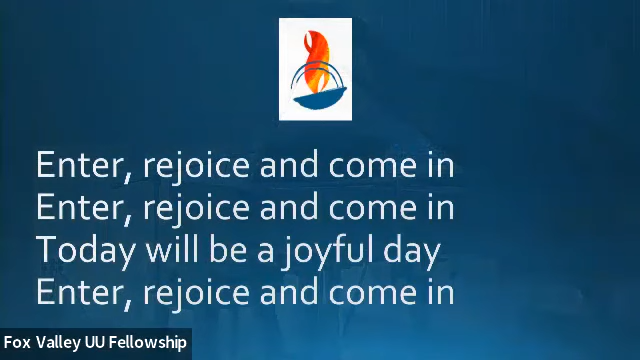 Enter, rejoice and come in
Enter, rejoice and come in
Today will be a joyful day
Enter, rejoice and come in
Fox Valley UU Fellowship